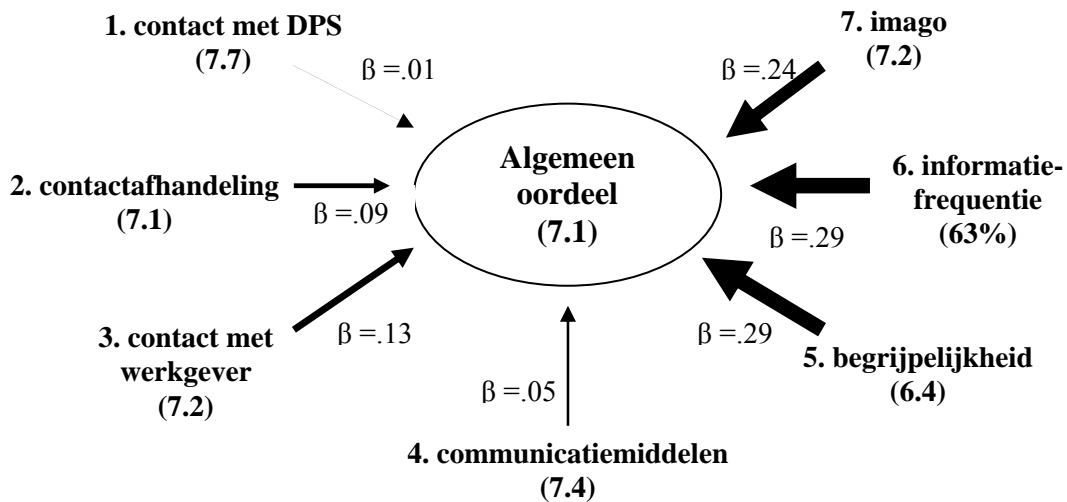 1. contact met DPS
(7.7)
β =.01
7. imago
(7.2)
β =.24
2. contactafhandeling
(7.1)
β =.09
Algemeen
oordeel
(7.1)
6. informatie-
frequentie
(63%)
β =.29
3. contact met
werkgever
(7.2)
β =.13
β =.29
5. begrijpelijkheid
(6.4)
β =.05
4. communicatiemiddelen
(7.4)